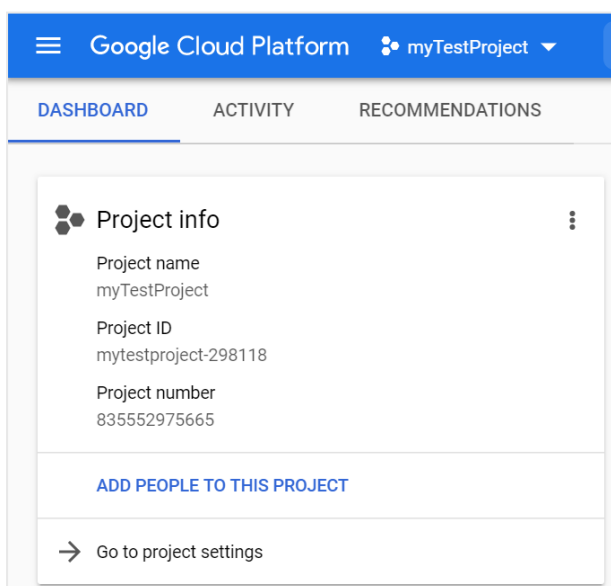 Google Cloud Platform myTestProject
DASHBOARD ACTIVITY RECOMMENDATIONS
Project info
Project name
myTestProject
Project ID
mytestproject-298118
Project number
835552975665
ADD PEOPLE TO THIS PROJECT
Go to project settings